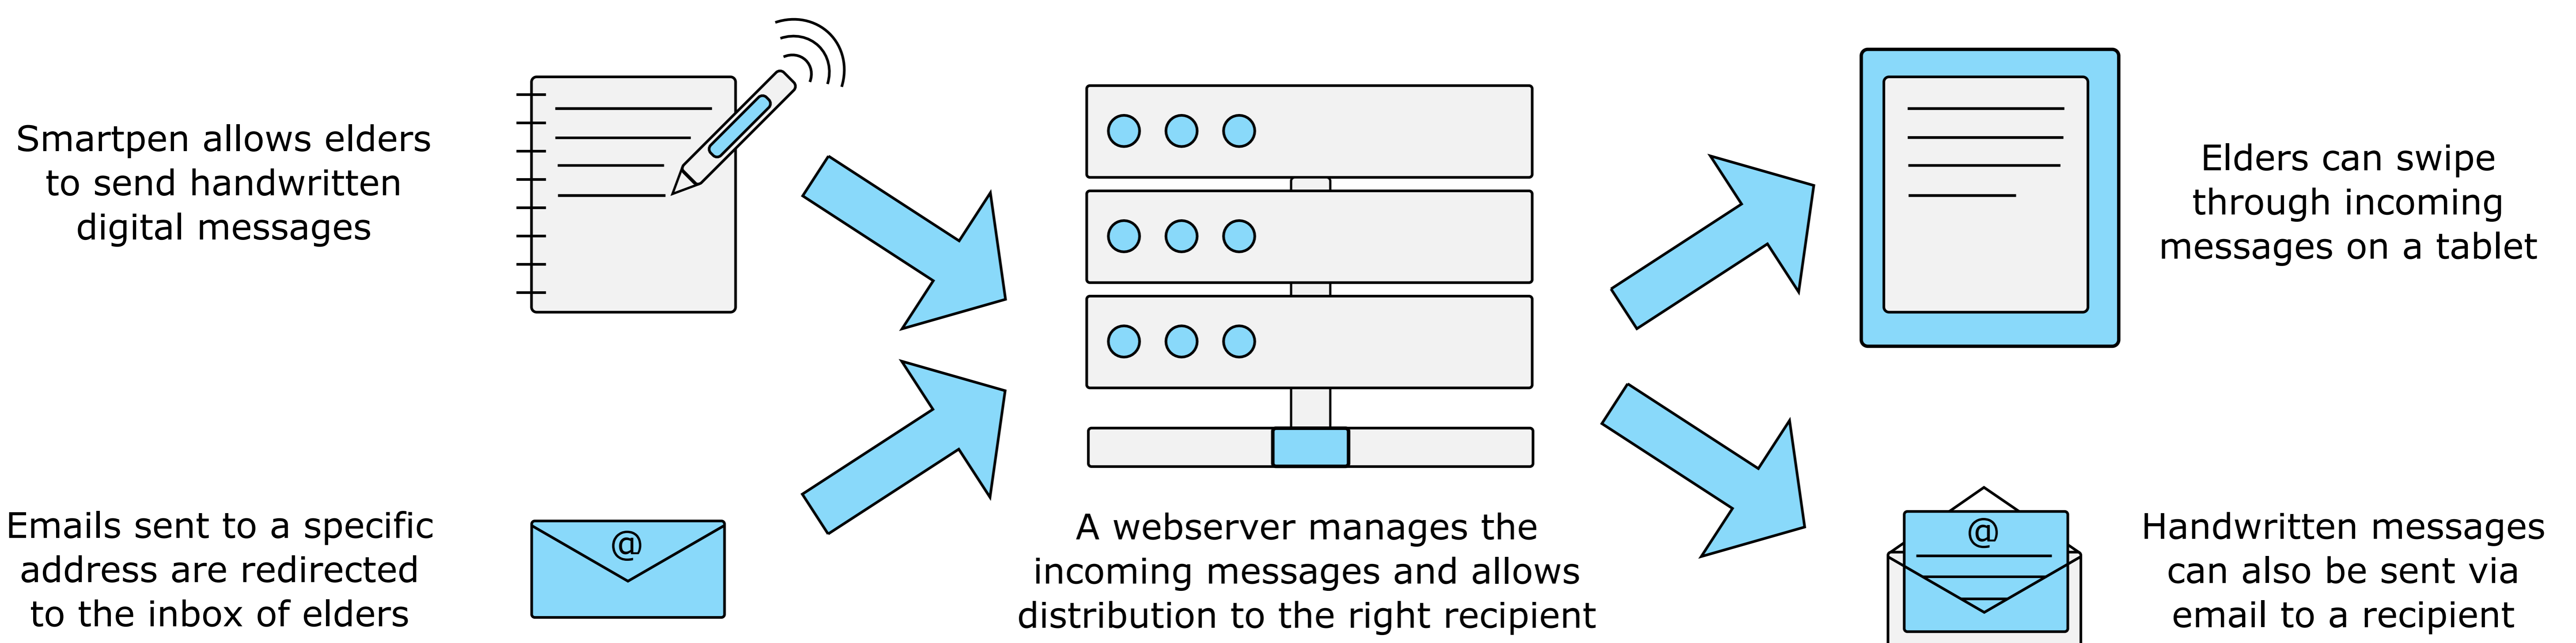 Smartpen allows elders
to send handwritten
digital messages
Emails sent to a specific
address are redirected
to the inbox of elders
@
A webserver manages the
incoming messages and allows
distribution to the right recipient
Elders can swipe
through incoming
messages on a tablet
@
Handwritten messages
can also be sent via
email to a recipient